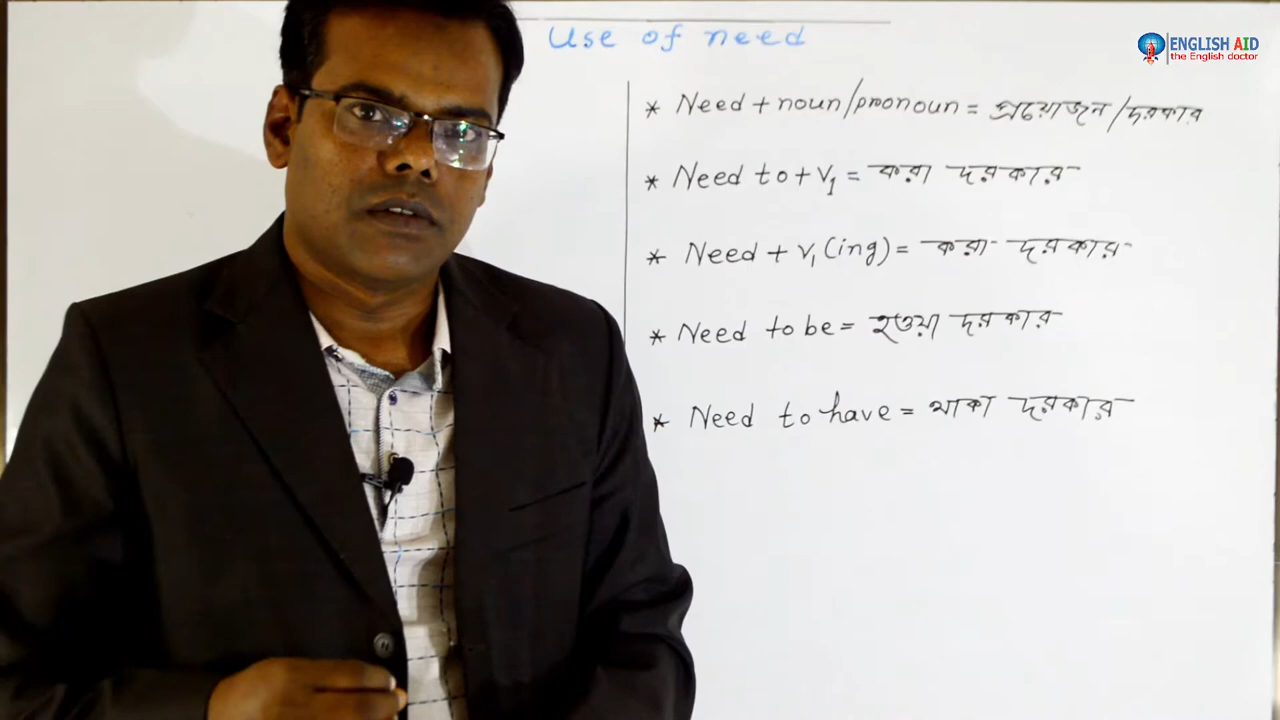 Use of need
ENGLISH AID
the English doctor
* Need + noun/pronoun = প্রয়োজন/দরকার
* Need to + V1 = করা দরকার
* Need + V1 (ing) = করা দরকার
* Need to be = হওয়া দরকার
* Need to have = থাকা দরকার